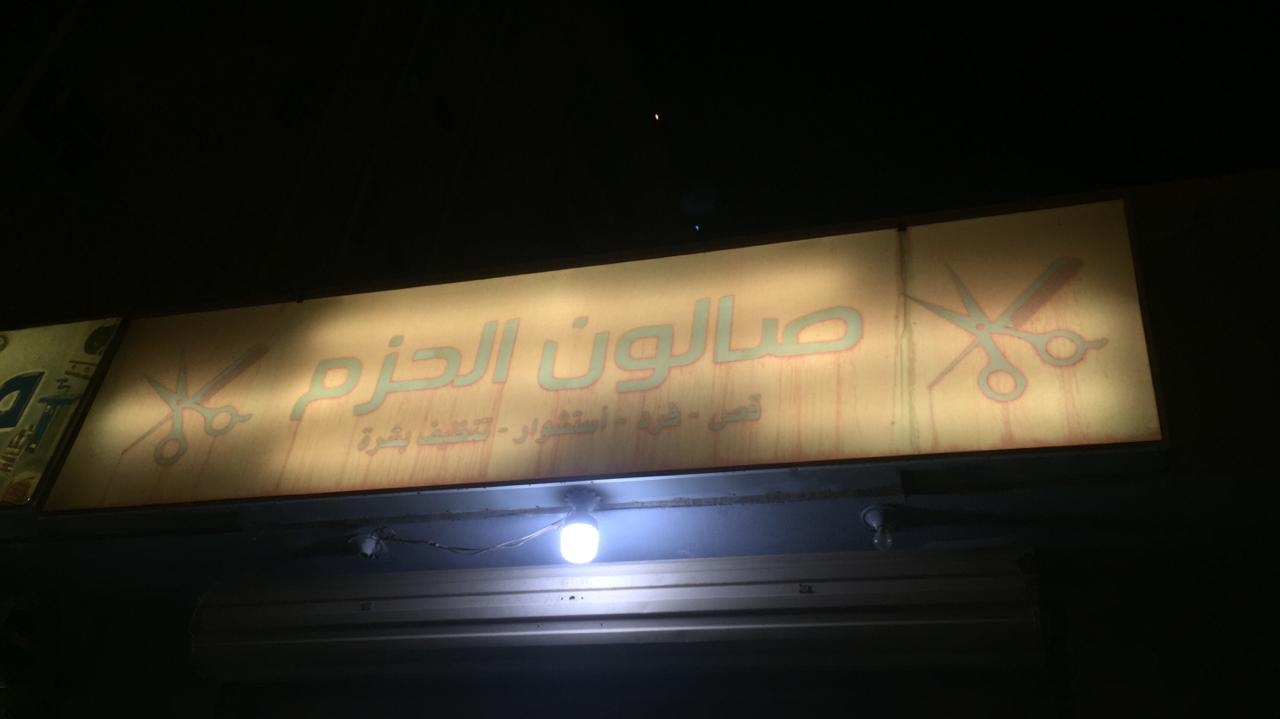 صالون الحزم
قص - فرد - أستشوار - تنظيف بشرة